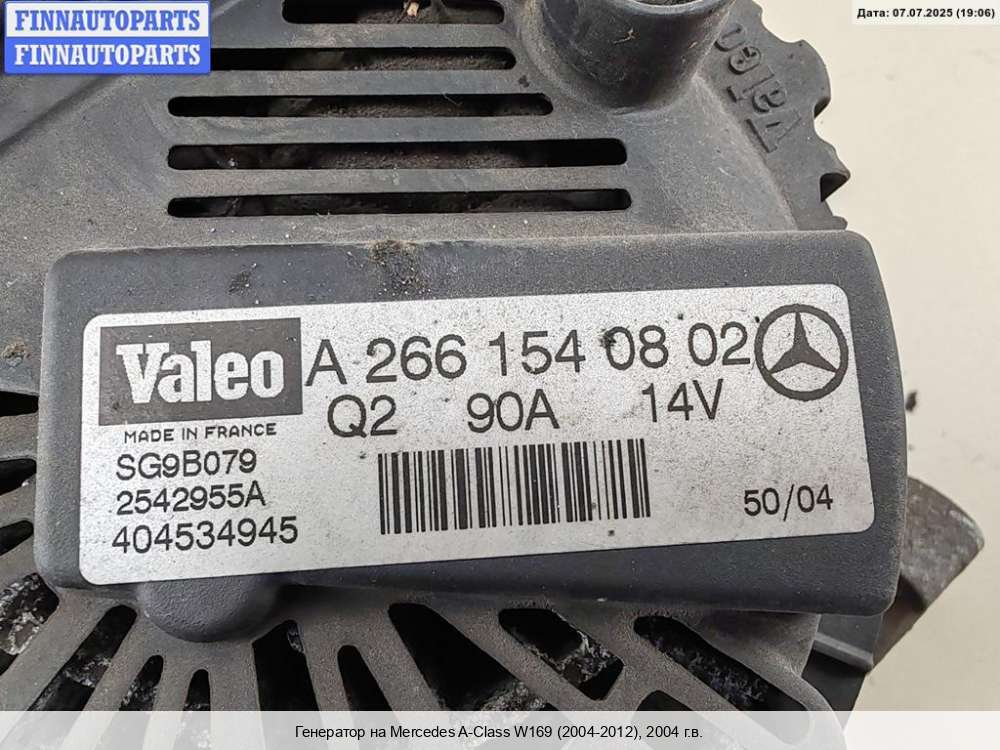 FINNAUTOPARTS
FINNAUTOPARTS
Дата: 07.07.2025 (19:06)
Valeo
Valeo
A 266 154 08 02
Q2 90A 14V
MADE IN FRANCE
SG9B079
2542955A
404534945
50/04
Генератор на Mercedes A-Class W169 (2004-2012), 2004 г.в.